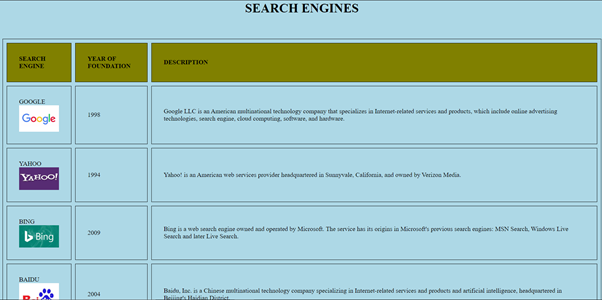 SEARCH ENGINES
SEARCH
ENGINE
YEAR OF
FOUNDATION
DESCRIPTION
GOOGLE
Google
1998
Google LLC is an American multinational technology company that specializes in Internet-related services and products, which include online advertising
technologies, search engine, cloud computing, software, and hardware.
YAHOO
YAHOO!
1994
Yahoo! is an American web services provider headquartered in Sunnyvale, California, and owned by Verizon Media.
BING
Bing
2009
Bing is a web search engine owned and operated by Microsoft. The service has its origins in Microsoft's previous search engines: MSN Search, Windows Live
Search and later Live Search.
BAIDU
2004
Baidu, Inc. is a Chinese multinational technology company specializing in Internet-related services and products and artificial intelligence, headquartered in
Beijing's Haidian District.